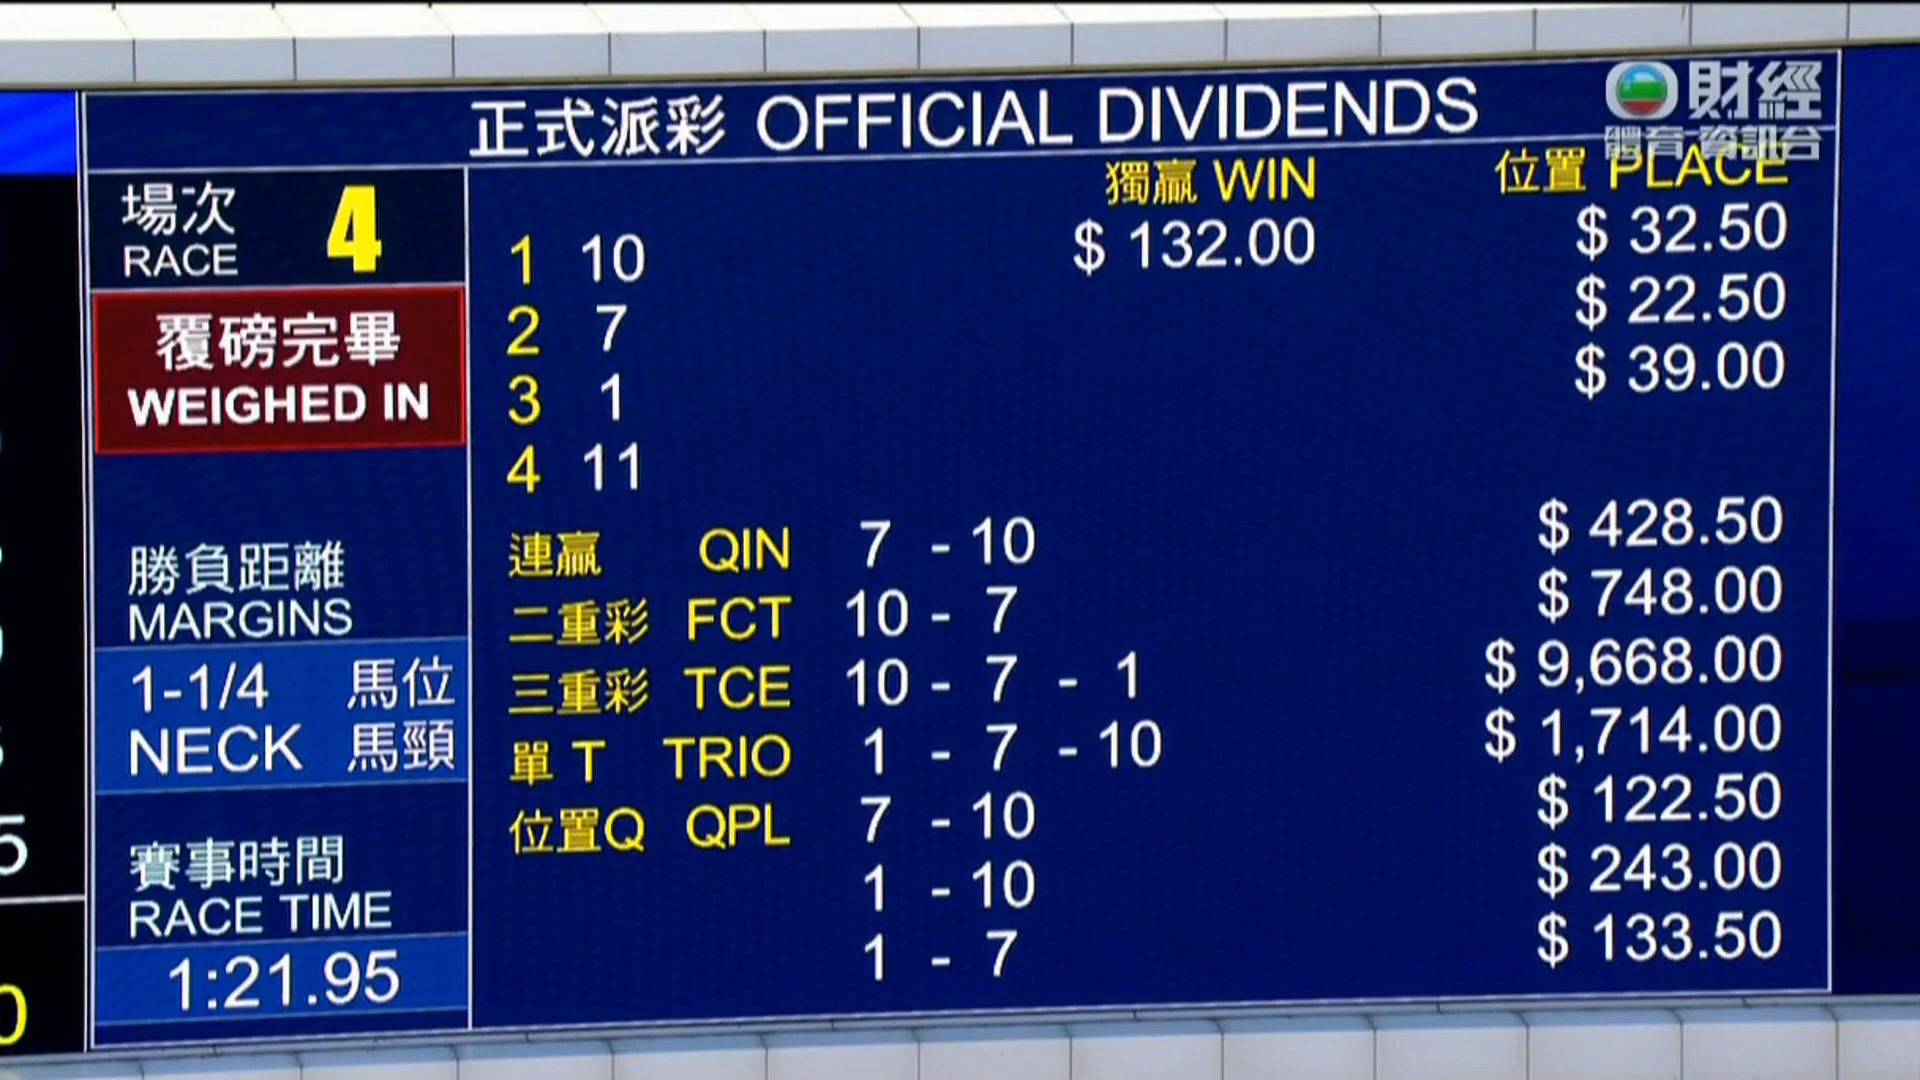 財經
體育 資訊台
正式派彩 OFFICIAL DIVIDENDS
場次 4
RACE
覆磅完畢
WEIGHED IN
勝負距離
MARGINS
1-1/4 馬位
NECK 馬頸
賽事時間
RACE TIME
1:21.95
獨贏 WIN 位置 PLACE
1 10 $ 132.00 $ 32.50
2 7 $ 22.50
3 1 $ 39.00
4 11
連贏 QIN 7 - 10 $ 428.50
二重彩 FCT 10 - 7 $ 748.00
三重彩 TCE 10 - 7 - 1 $ 9,668.00
單 T TRIO 1 - 7 - 10 $ 1,714.00
位置Q QPL 7 - 10 $ 122.50
1 - 10 $ 243.00
1 - 7 $ 133.50